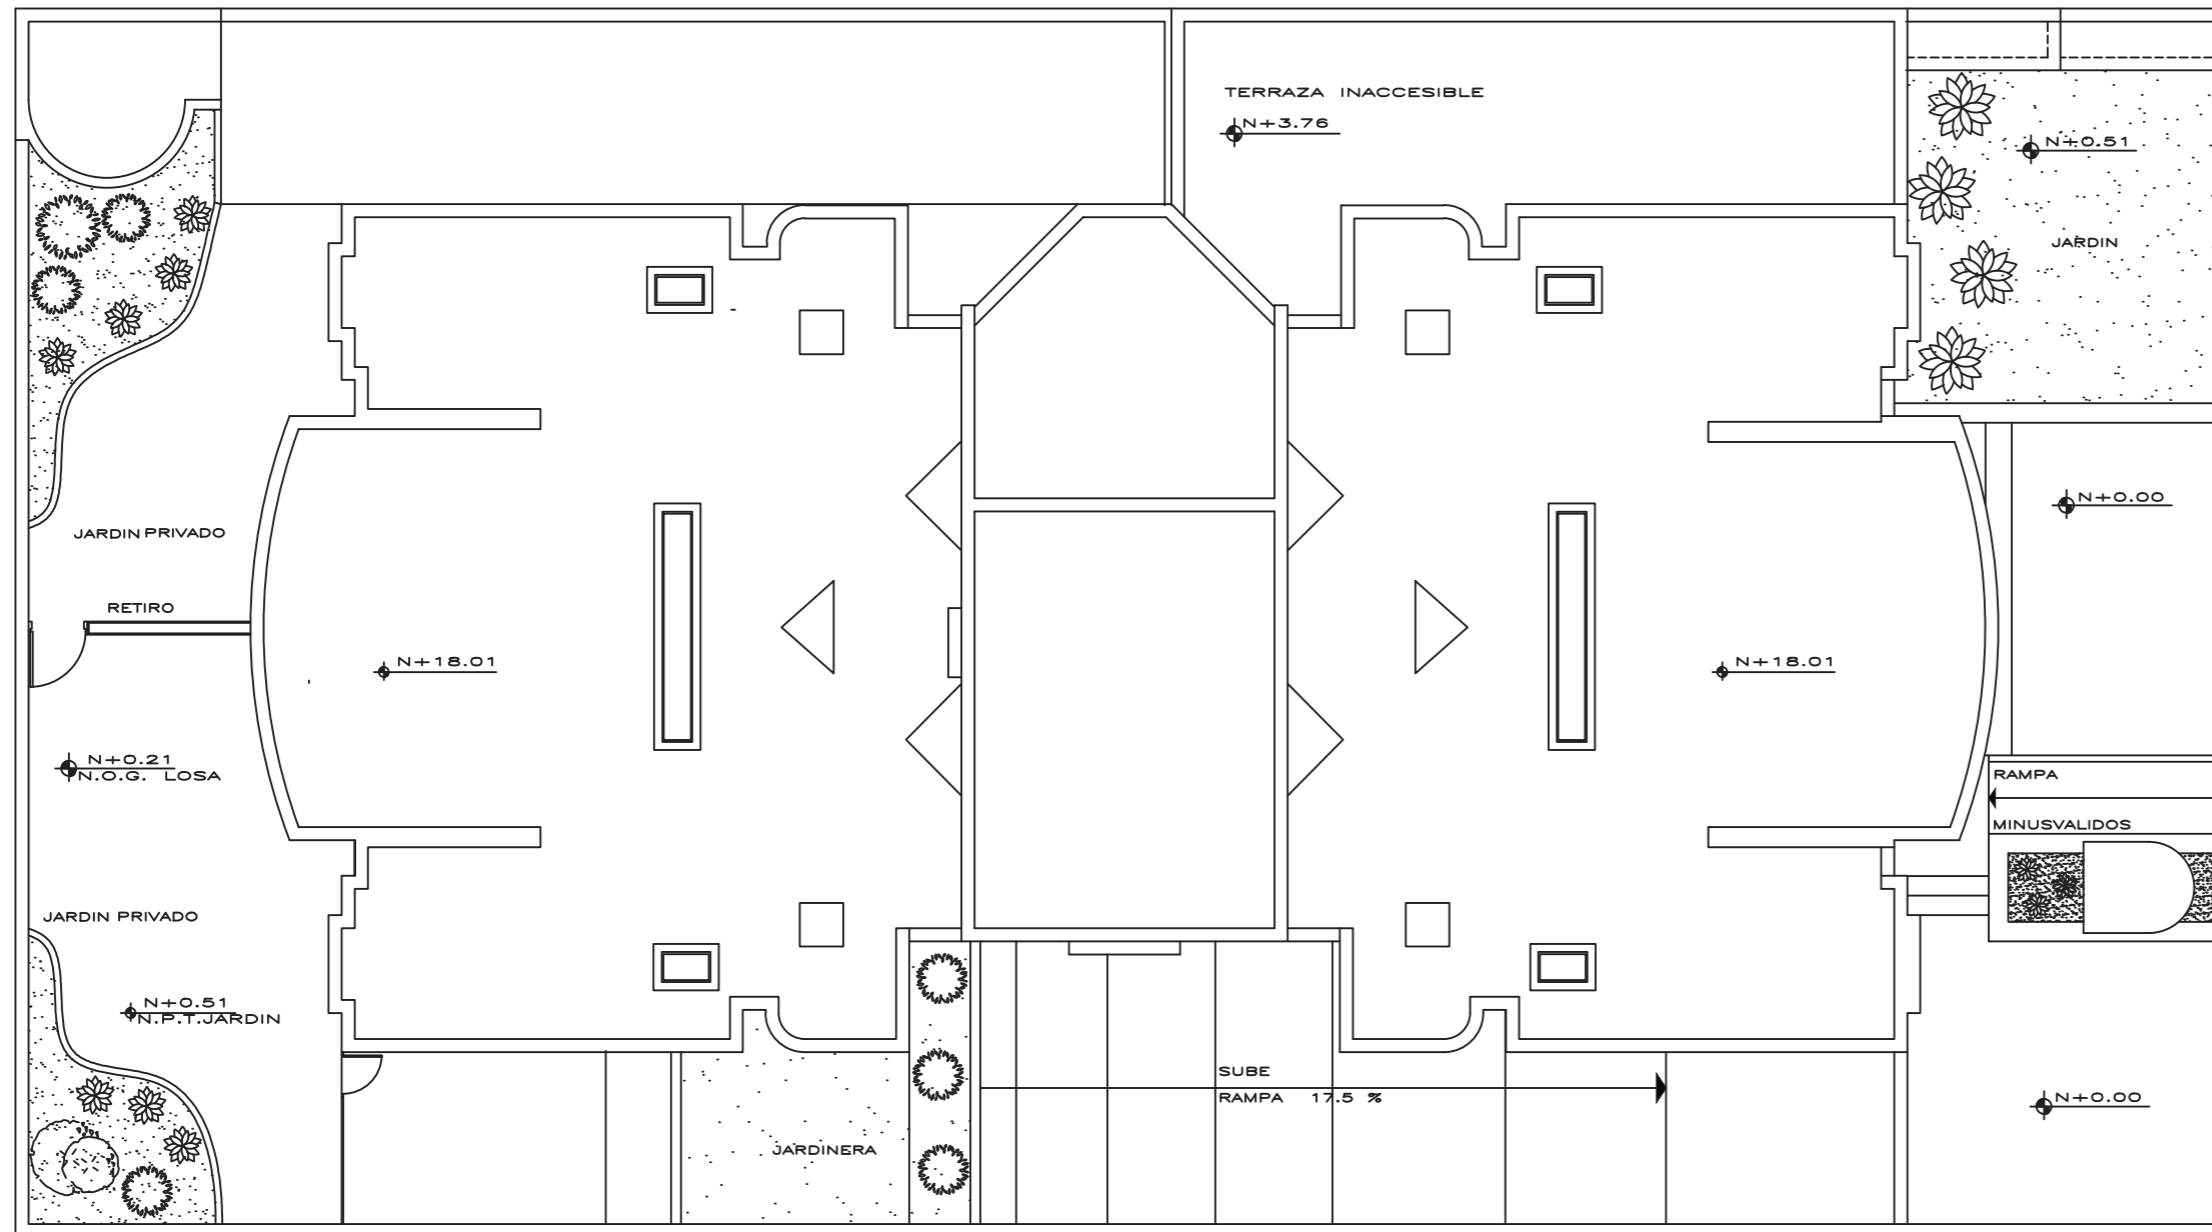 TERRAZA INACCESIBLE
N+3.76
N+0.51
JARDIN
N+0.00
JARDIN PRIVADO
RETIRO
N+18.01
N+18.01
N+0.21
N.O.G. LOSA
RAMPA
MINUSVALIDOS
JARDIN PRIVADO
N+0.51
N.P.T.JARDIN
SUBE
RAMPA 17.5 %
N+0.00
JARDINERA